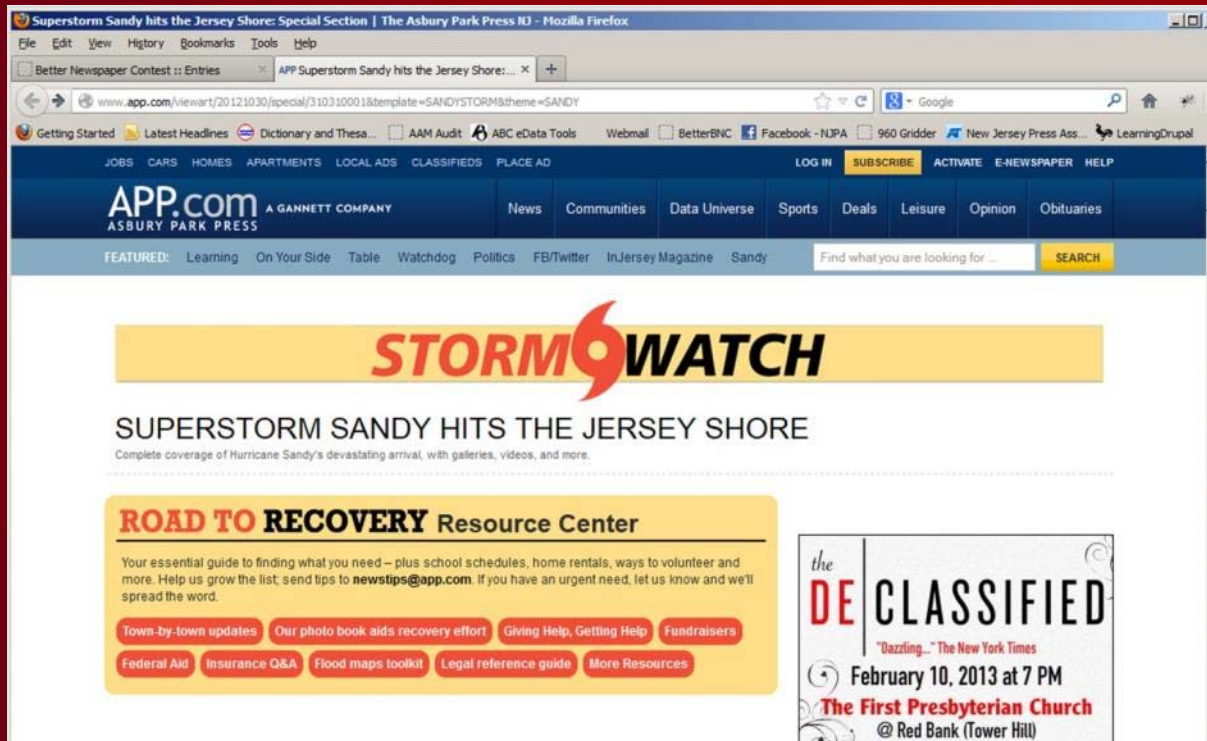 Superstorm Sandy hits the Jersey Shore: Special Section | The Asbury Park Press NJ - Mozilla Firefox
File Edit View History Bookmarks Tools Help
Better Newspaper Contest :: Entries × APP Superstorm Sandy hits the Jersey Shore:... × +
www.app.com/viewart/20121030/special/310310001&template=SANDYSTORM&theme=SANDY Google
Getting Started Latest Headlines Dictionary and Thesa... AAM Audit ABC eData Tools Webmail BetterBNC Facebook - NJPA 960 Gridder New Jersey Press Ass... LearningDrupal
JOBS CARS HOMES APARTMENTS LOCAL ADS CLASSIFIEDS PLACE AD LOG IN SUBSCRIBE ACTIVATE E-NEWSPAPER HELP
APP.com A GANNETT COMPANY News Communities Data Universe Sports Deals Leisure Opinion Obituaries
ASBURY PARK PRESS
FEATURED: Learning On Your Side Table Watchdog Politics FB/Twitter InJersey Magazine Sandy Find what you are looking for ... SEARCH
STORM WATCH
SUPERSTORM SANDY HITS THE JERSEY SHORE
Complete coverage of Hurricane Sandy's devastating arrival, with galleries, videos, and more.
ROAD TO RECOVERY Resource Center
Your essential guide to finding what you need – plus school schedules, home rentals, ways to volunteer and
more. Help us grow the list; send tips to newstips@app.com. If you have an urgent need, let us know and we'll
spread the word.
Town-by-town updates Our photo book aids recovery effort Giving Help, Getting Help Fundraisers
Federal Aid Insurance Q&A Flood maps toolkit Legal reference guide More Resources
the
DE CLASSIFIED
"Dazzling..." The New York Times
February 10, 2013 at 7 PM
The First Presbyterian Church
@ Red Bank (Tower Hill)